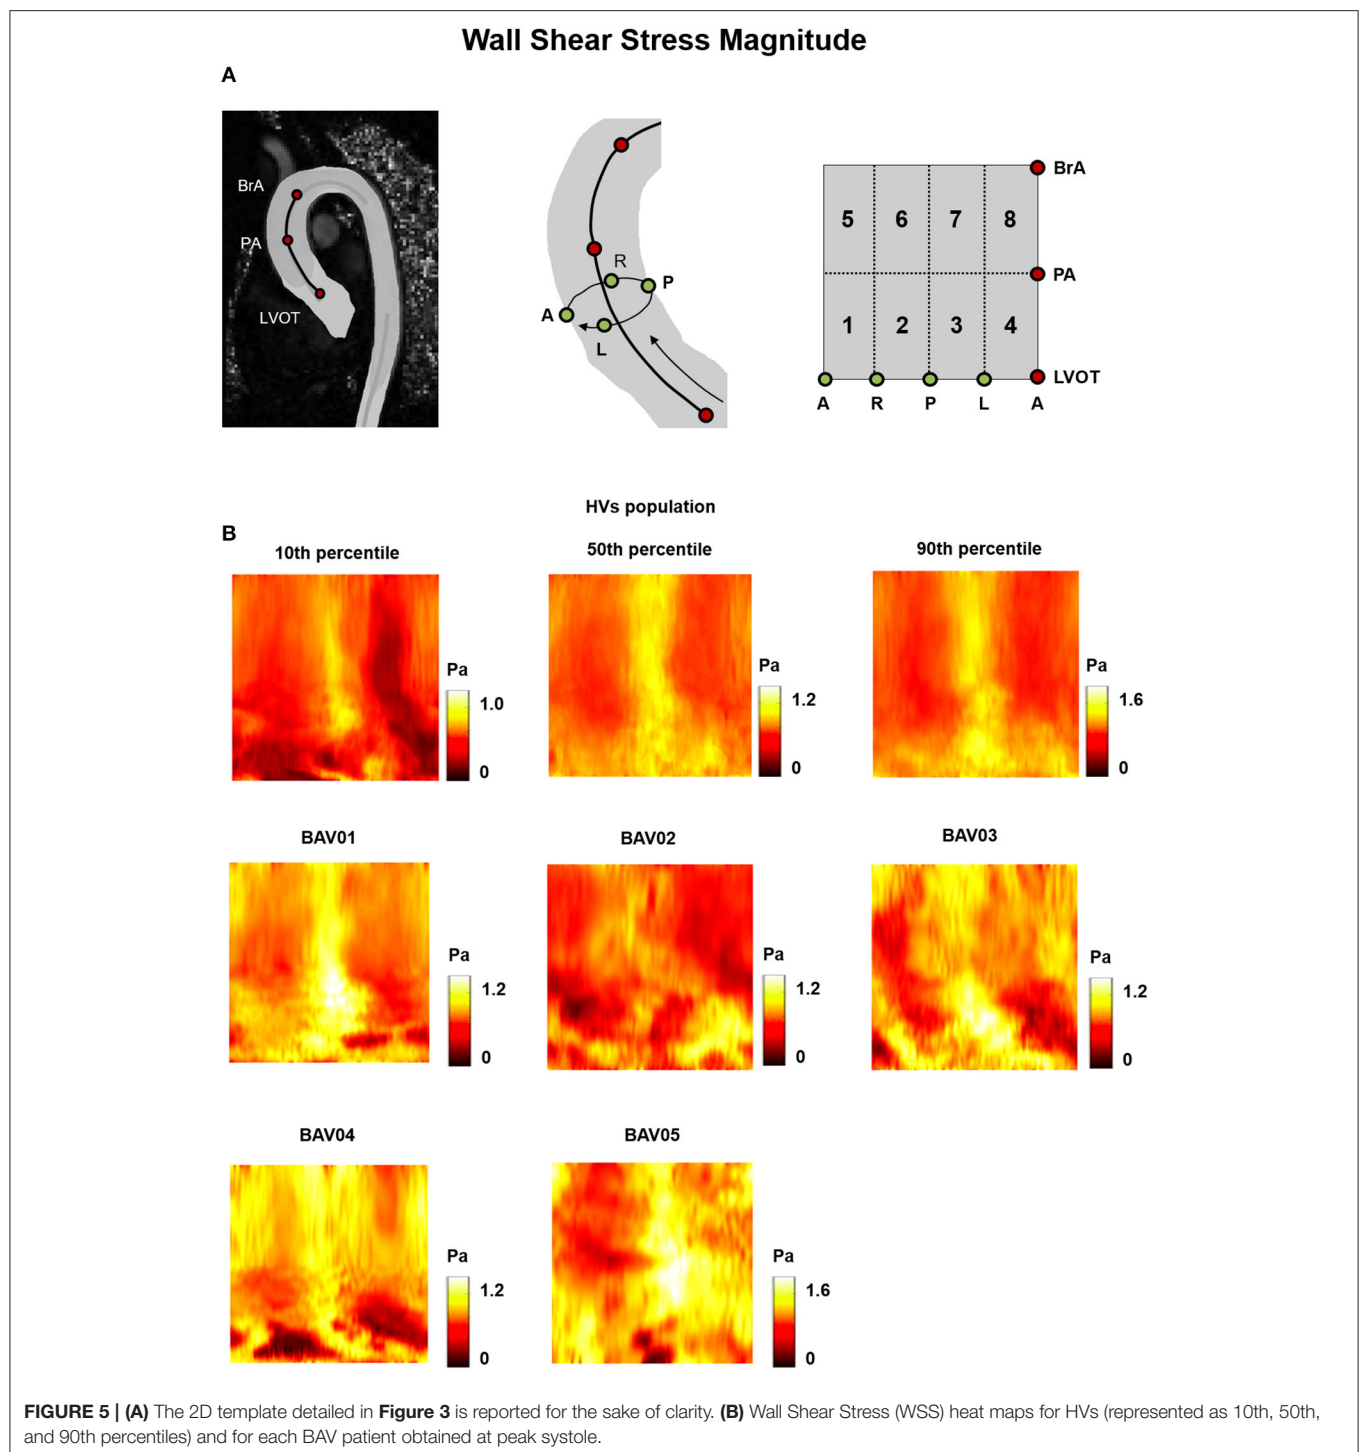 Wall Shear Stress Magnitude
A
BrA
PA
LVOT
R
P
A
L
5 6 7 8
1 2 3 4
BrA
PA
LVOT
A R P L A
HVs population
B
10th percentile
50th percentile
90th percentile
Pa
1.0
0
Pa
1.2
0
Pa
1.6
0
BAV01
BAV02
BAV03
Pa
1.2
0
Pa
1.2
0
Pa
1.2
0
BAV04
BAV05
Pa
1.2
0
Pa
1.6
0
FIGURE 5 | (A) The 2D template detailed in Figure 3 is reported for the sake of clarity. (B) Wall Shear Stress (WSS) heat maps for HVs (represented as 10th, 50th,
and 90th percentiles) and for each BAV patient obtained at peak systole.